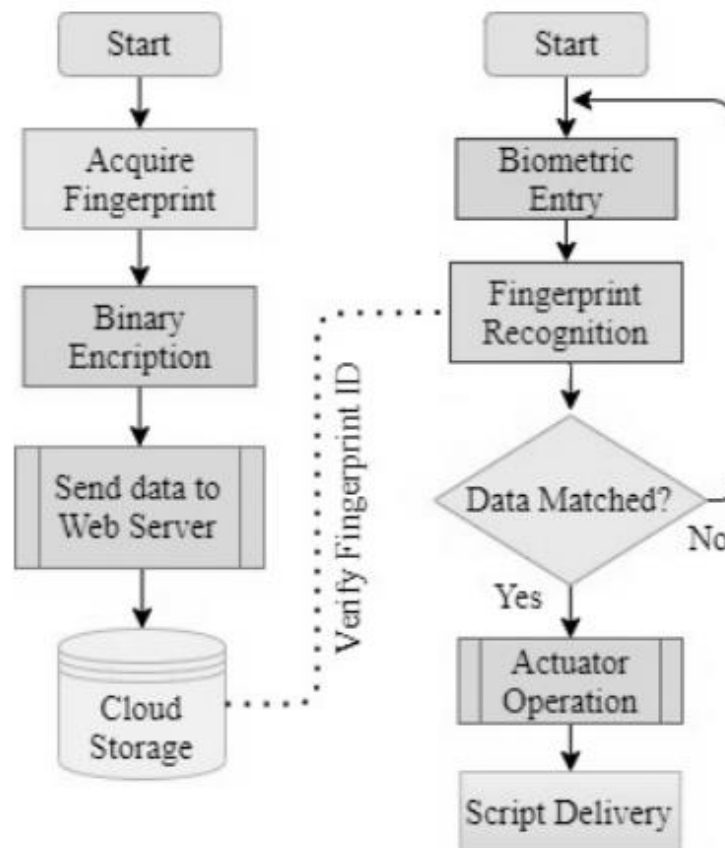 Start
Acquire
Fingerprint
Binary
Encription
Send data to
Web Server
Cloud
Storage
Verify Fingerprint ID
Start
Biometric
Entry
Fingerprint
Recognition
Data Matched?
No
Yes
Actuator
Operation
Script Delivery